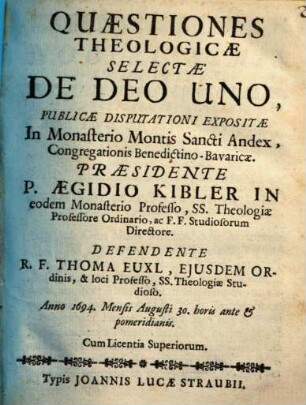 QUÆSTIONES
THEOLOGICÆ
SELECTÆ
DE DEO UNO,
PUBLICÆ DISPUTATIONI EXPOSITÆ
In Monasterio Montis Sancti Andex,
Congregationis Benedictino-Bavaricæ.
PRÆSIDENTE
P. ÆGIDIO KIBLER IN
eodem Monasterio Professo, SS. Theologiæ
Professore Ordinario, ac F. F. Studiosorum
Directore.
DEFENDENTE
R. F. THOMA EUXL, EJUSDEM OR-
dinis, & loci Professo, SS. Theologiæ Stu-
dioso.
Anno 1694. Mensis Augusti 30. horis ante &
pomeridianis.
Cum Licentia Superiorum.
Typis JOANNIS LUCÆ STRAUBII.